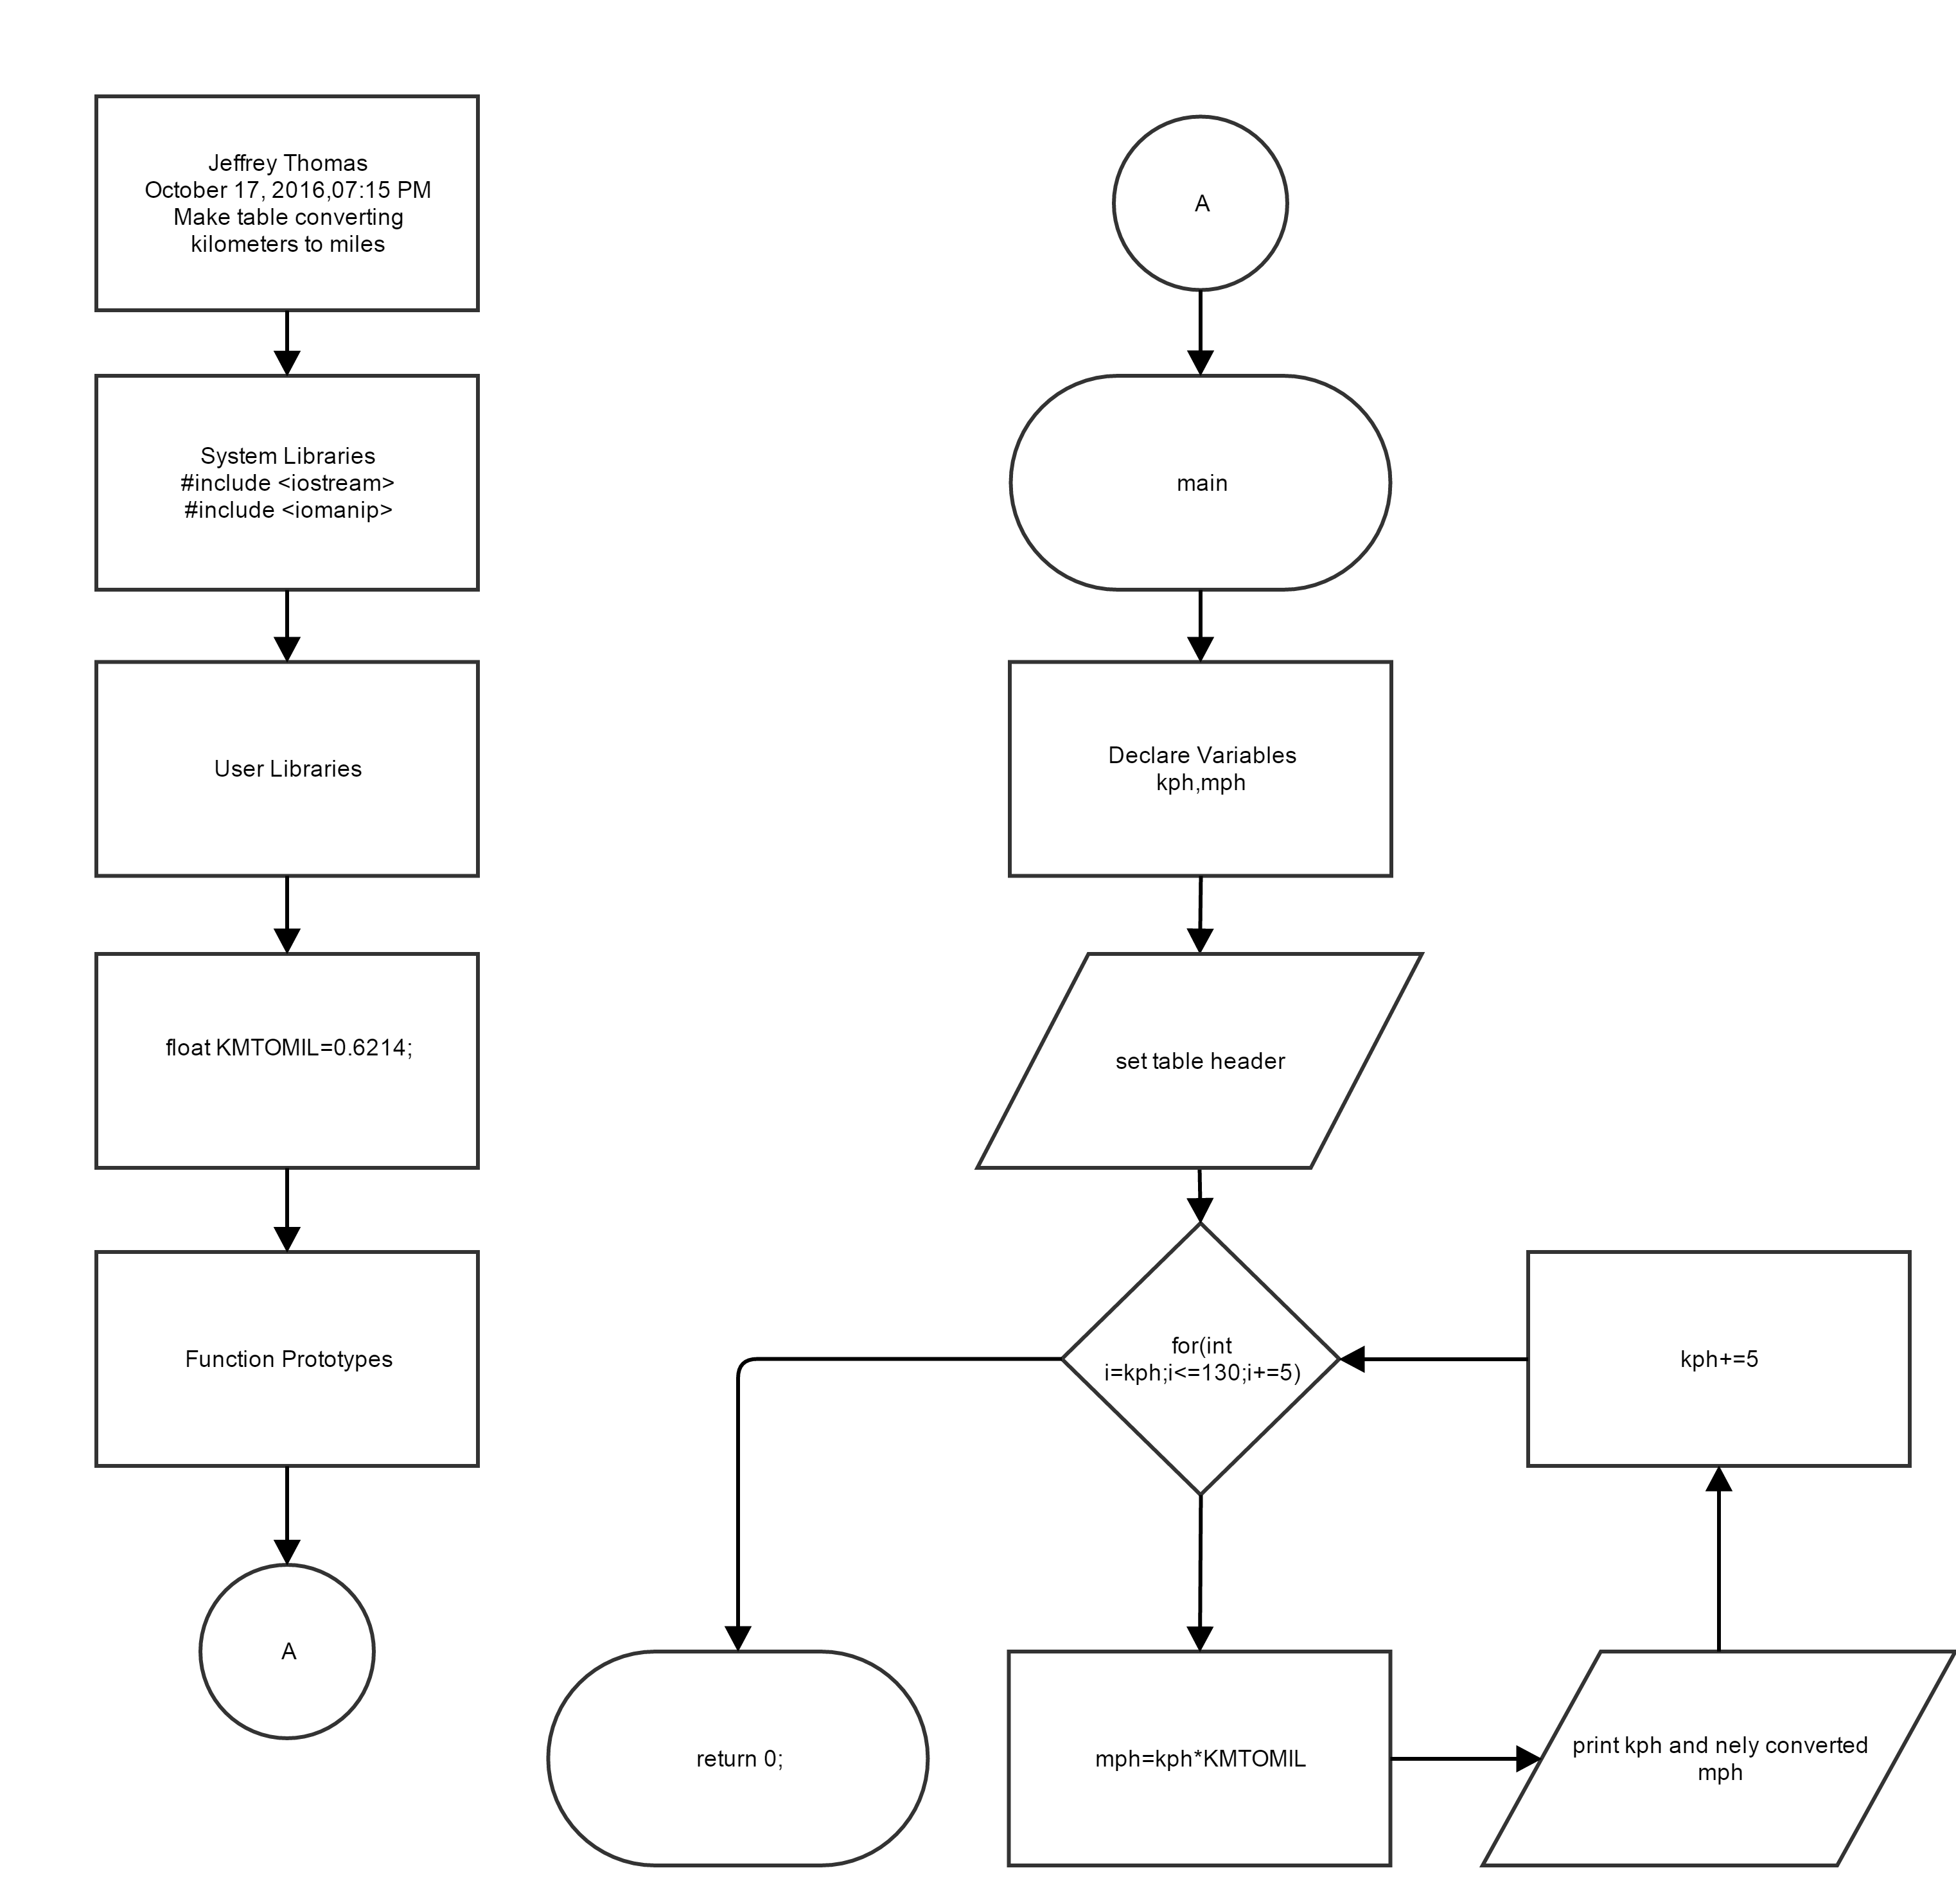 Jeffrey Thomas
October 17, 2016,07:15 PM
Make table converting
kilometers to miles
System Libraries
#include <iostream>
#include <iomanip>
User Libraries
float KMTOMIL=0.6214;
Function Prototypes
A
A
main
Declare Variables
kph,mph
set table header
for(int
i=kph;i<=130;i+=5)
kph+=5
return 0;
mph=kph*KMTOMIL
print kph and nely converted
mph